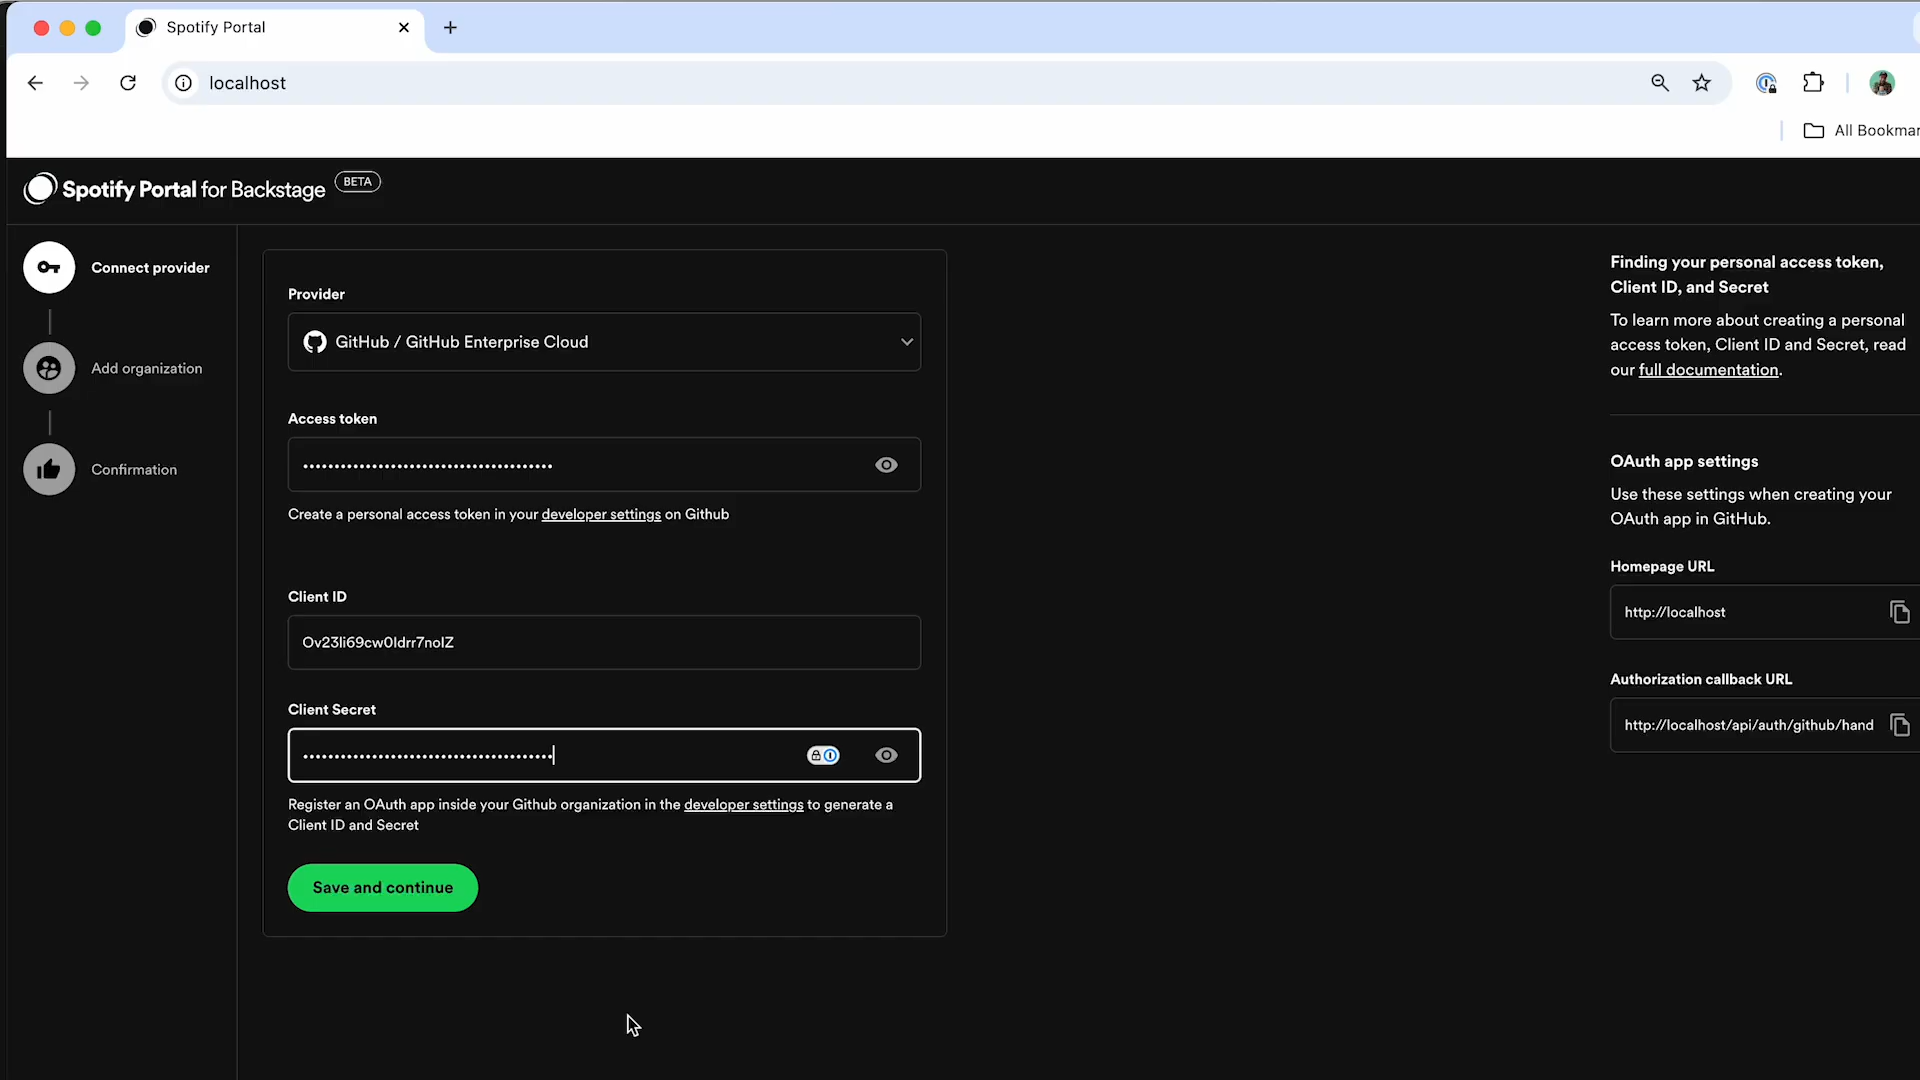 Spotify Portal
localhost
All Bookmar
Spotify Portal for Backstage BETA
Connect provider
Add organization
Confirmation
Provider
GitHub / GitHub Enterprise Cloud
Access token
••••••••••••••••••••••••••••••••••••••••
Create a personal access token in your developer settings on Github
Client ID
Ov23li69cw0ldrr7nolZ
Client Secret
••••••••••••••••••••••••••••••••••••••••
Register an OAuth app inside your Github organization in the developer settings to generate a
Client ID and Secret
Save and continue
Finding your personal access token,
Client ID, and Secret
To learn more about creating a personal
access token, Client ID and Secret, read
our full documentation.
OAuth app settings
Use these settings when creating your
OAuth app in GitHub.
Homepage URL
http://localhost
Authorization callback URL
http://localhost/api/auth/github/hand